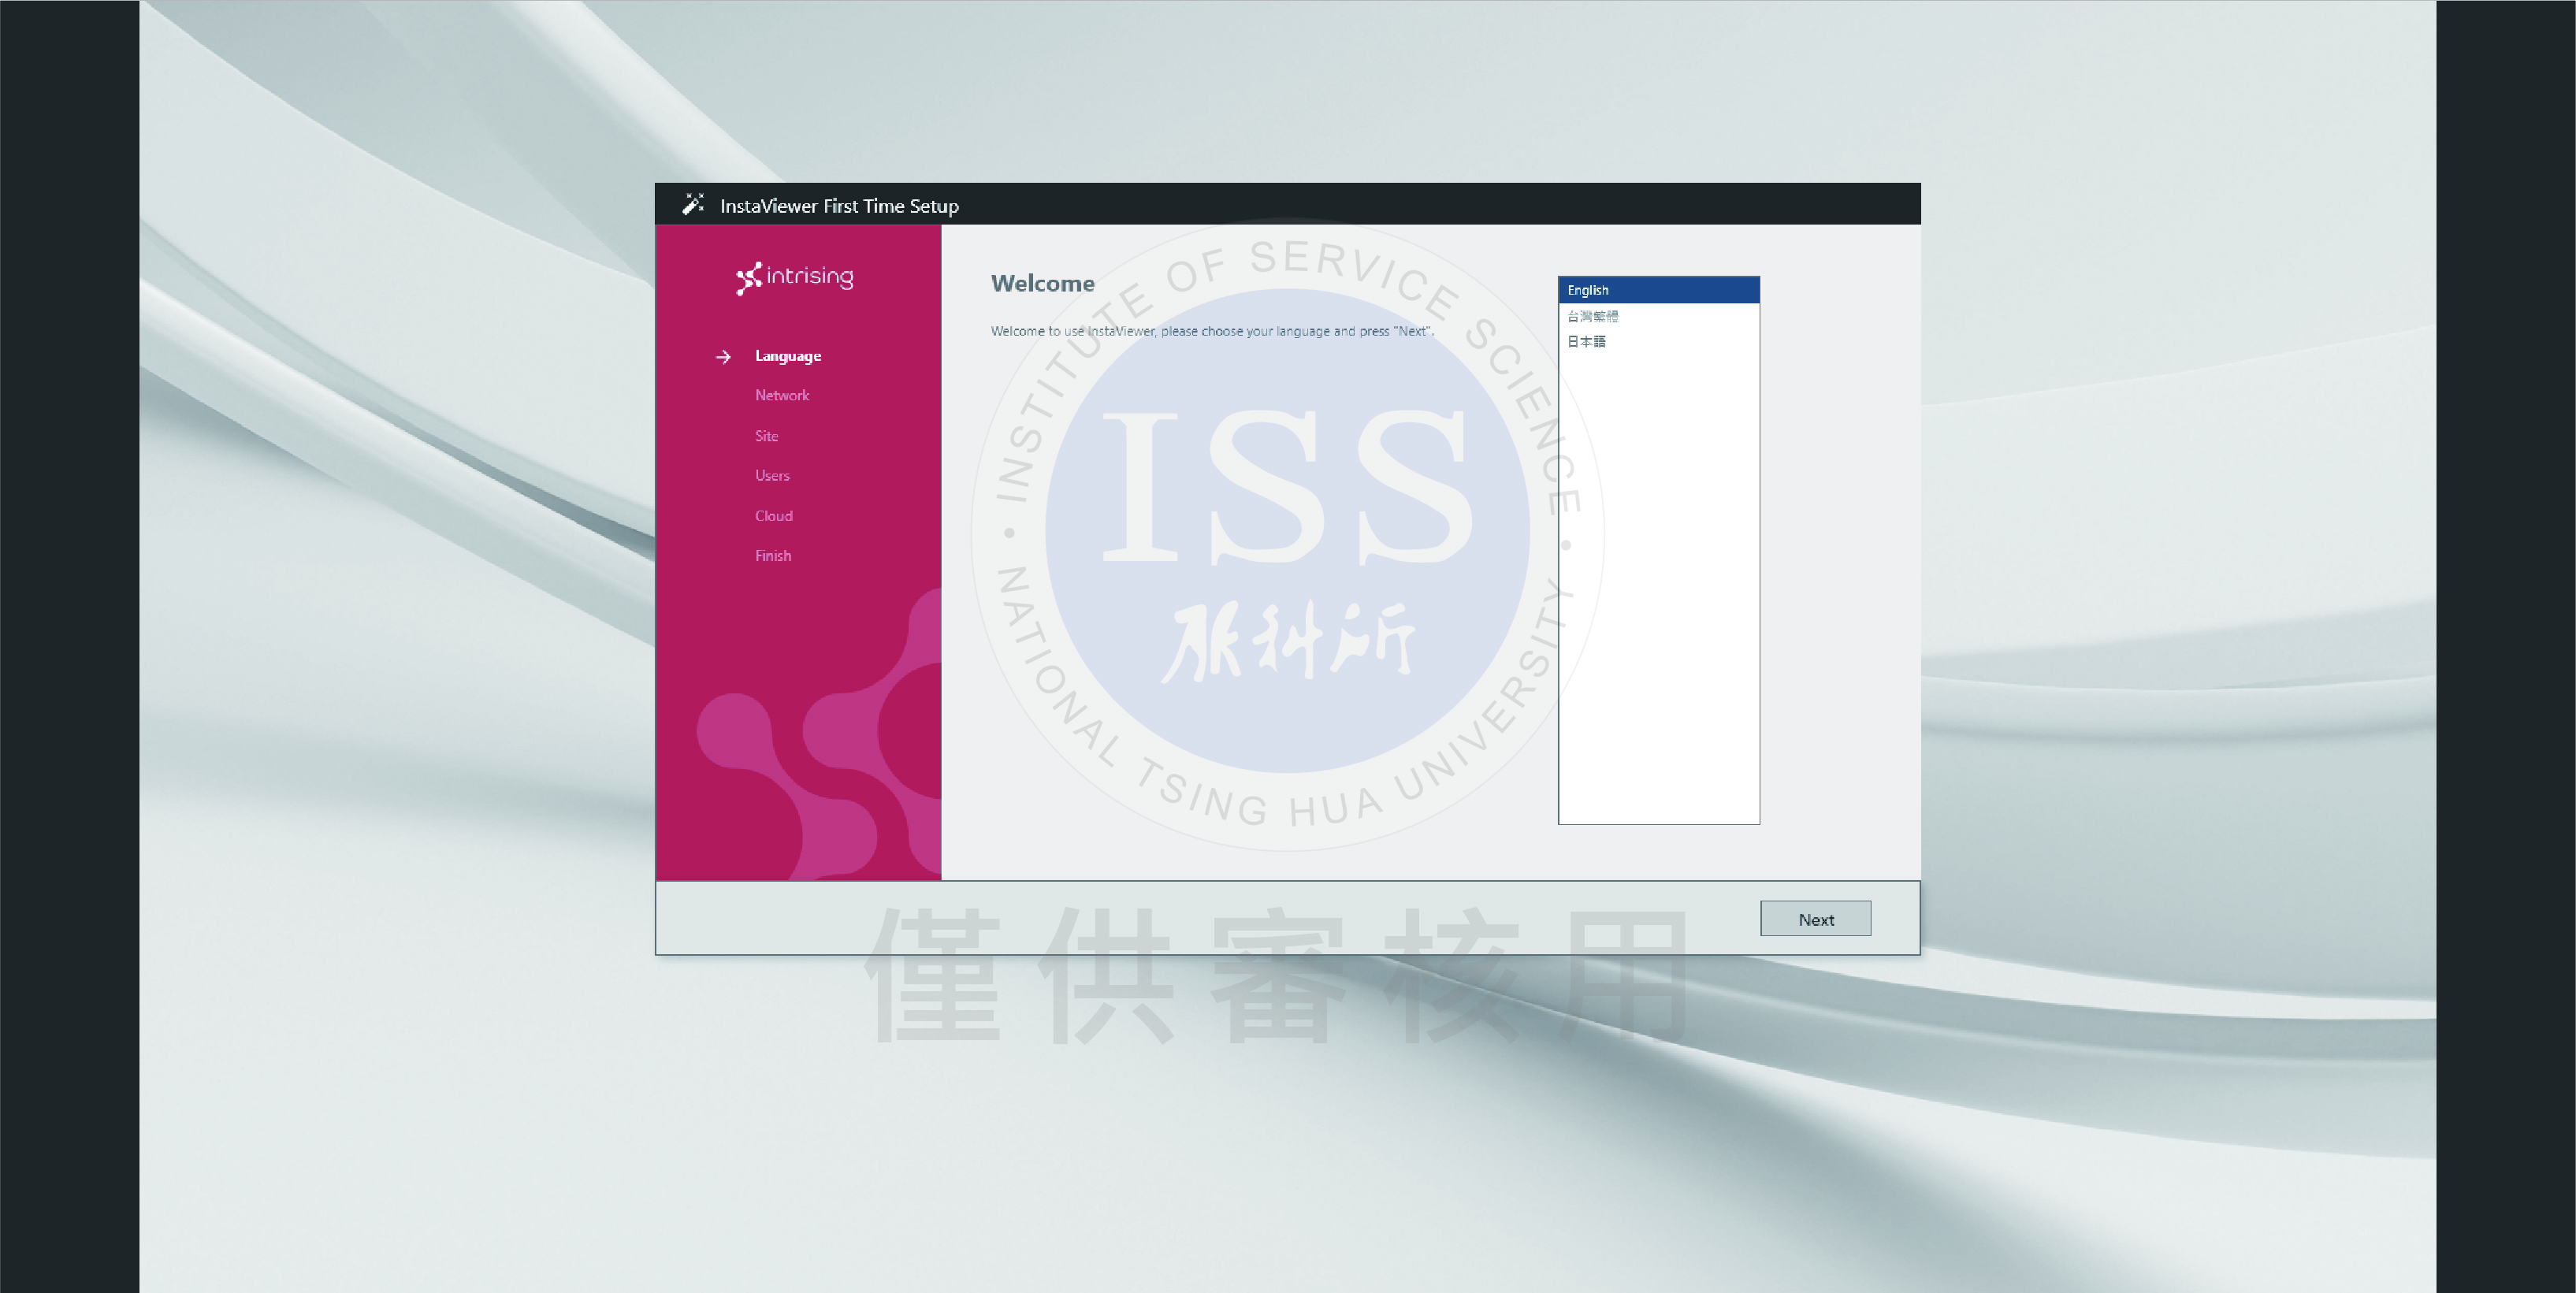 InstaViewer First Time Setup
intrising
Language
Network
Site
Users
Cloud
Finish
Welcome
Welcome to use InstaViewer, please choose your language and press "Next".
English
台灣繁體
日本語
INSTITUTE OF SERVICE SCIENCE
ISS
服科所
NATIONAL TSING HUA UNIVERSITY
Next
僅供審核用